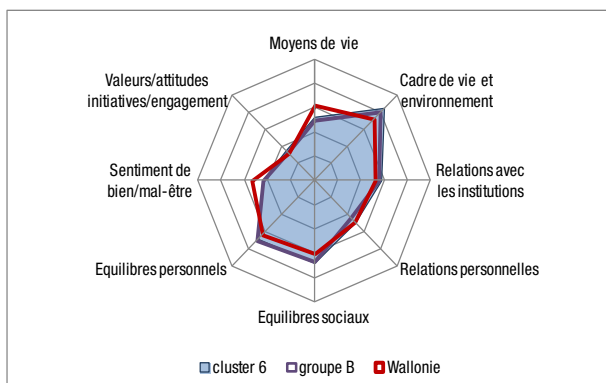 Moyens de vie
Valeurs/attitudes
initiatives/engagement
Cadre de vie et
environnement
Sentiment de
bien/mal-être
Relations avec
les institutions
Equilibres personnels
Relations personnelles
Equilibres sociaux
cluster 6
groupe B
Wallonie